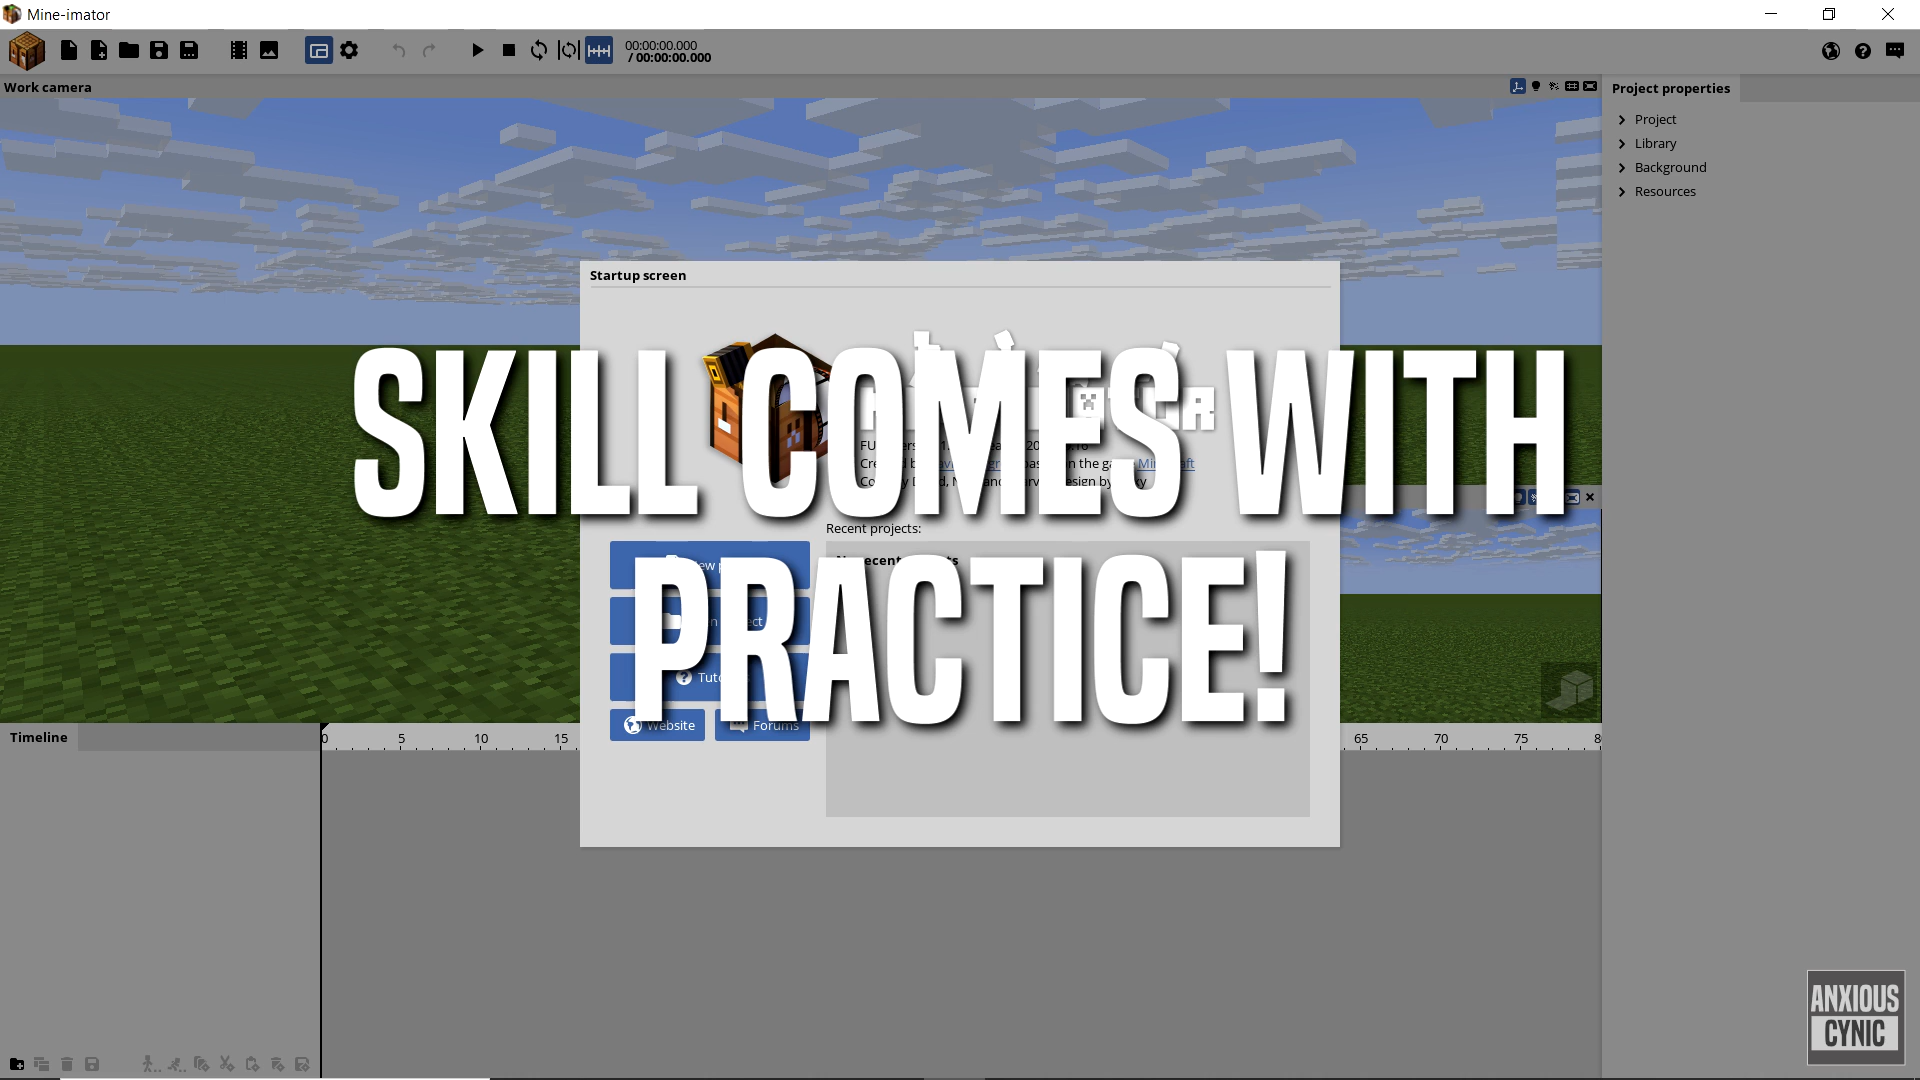 Mine-imator
00:00:00.000
/ 00:00:00.000
Work camera
Project properties
Project
Library
Background
Resources
Startup screen
SKILL COMES WITH
PRACTICE!
Recent projects:
Website
Forums
Timeline
0 5 10 15 65 70 75
ANXIOUS
CYNIC